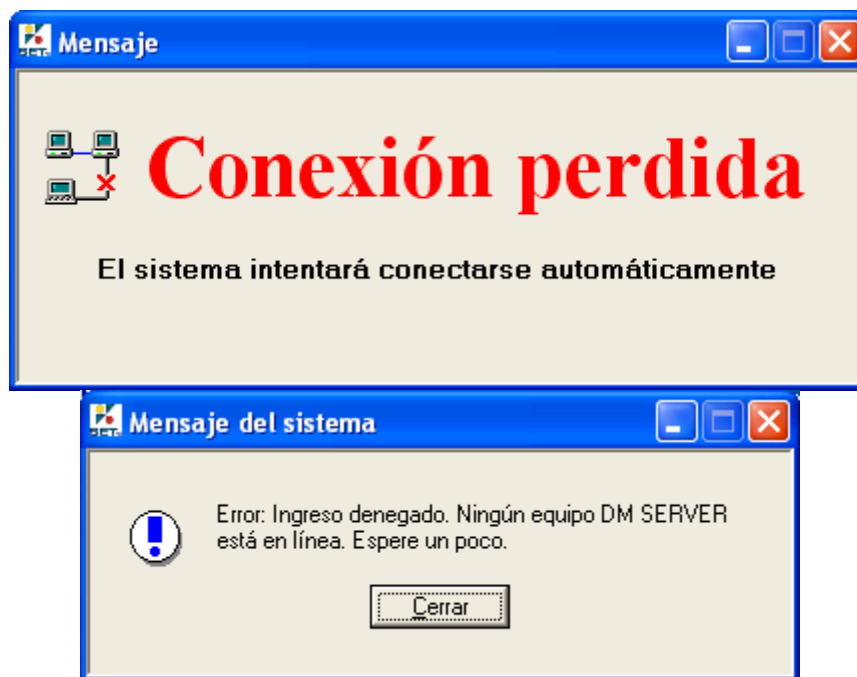 Mensaje
Conexión perdida
El sistema intentará conectarse automáticamente
Mensaje del sistema
Error: Ingreso denegado. Ningún equipo DM SERVER
está en línea. Espere un poco.
Cerrar